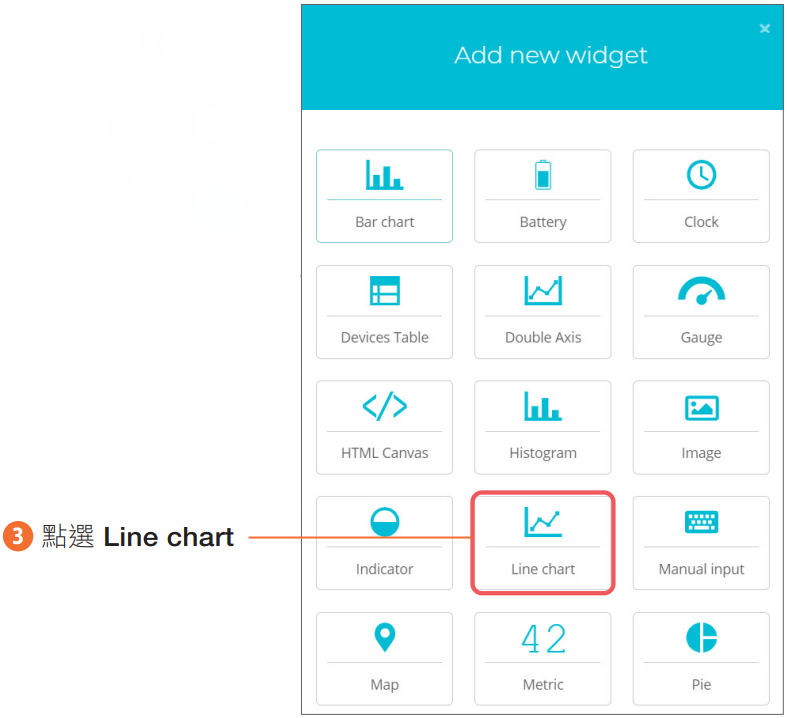 Add new widget
×
Bar chart
Battery
Clock
Devices Table
Double Axis
Gauge
</>
HTML Canvas
Histogram
Image
3 點選 Line chart
Indicator
Line chart
Manual input
42
Map
Metric
Pie